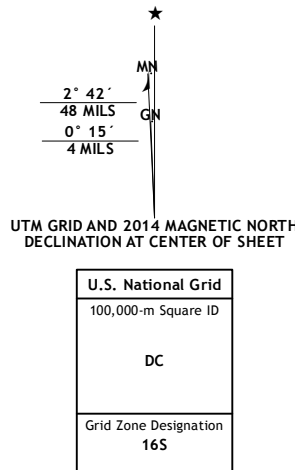 ★
MN
2° 42´
48 MILS
GN
0° 15´
4 MILS
UTM GRID AND 2014 MAGNETIC NORTH
DECLINATION AT CENTER OF SHEET
U.S. National Grid
100,000-m Square ID
DC
Grid Zone Designation
16S